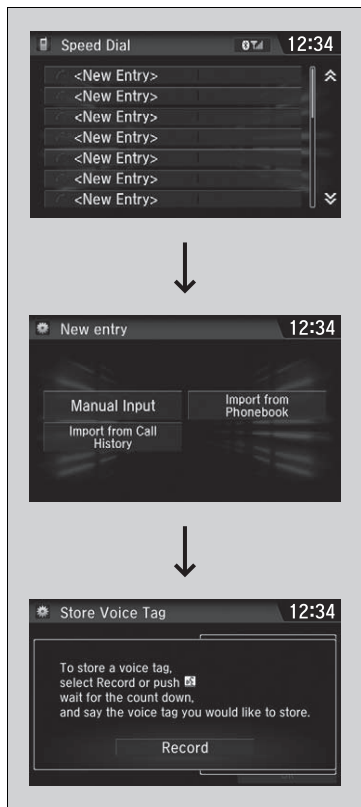 Speed Dial
12:34
<New Entry>
<New Entry>
<New Entry>
<New Entry>
<New Entry>
<New Entry>
<New Entry>
New entry
12:34
Manual Input
Import from
Phonebook
Import from Call
History
Store Voice Tag
12:34
To store a voice tag,
select Record or push
wait for the count down,
and say the voice tag you would like to store.
Record